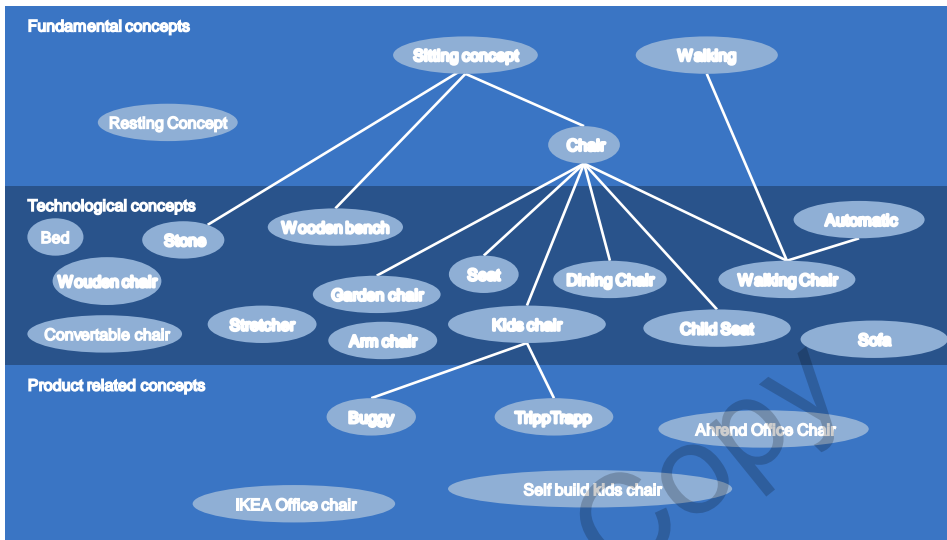 Fundamental concepts
Sitting concept
Walking
Resting Concept
Chair
Technological concepts
Automatic
Wooden bench
Bed
Stone
Seat
Dining Chair
Walking Chair
Wouden chair
Garden chair
Stretcher
Kids chair
Child Seat
Convertable chair
Arm chair
Sofa
Product related concepts
Buggy
TrippTrapp
Ahrend Office Chair
Self build kids chair
IKEA Office chair
Copy